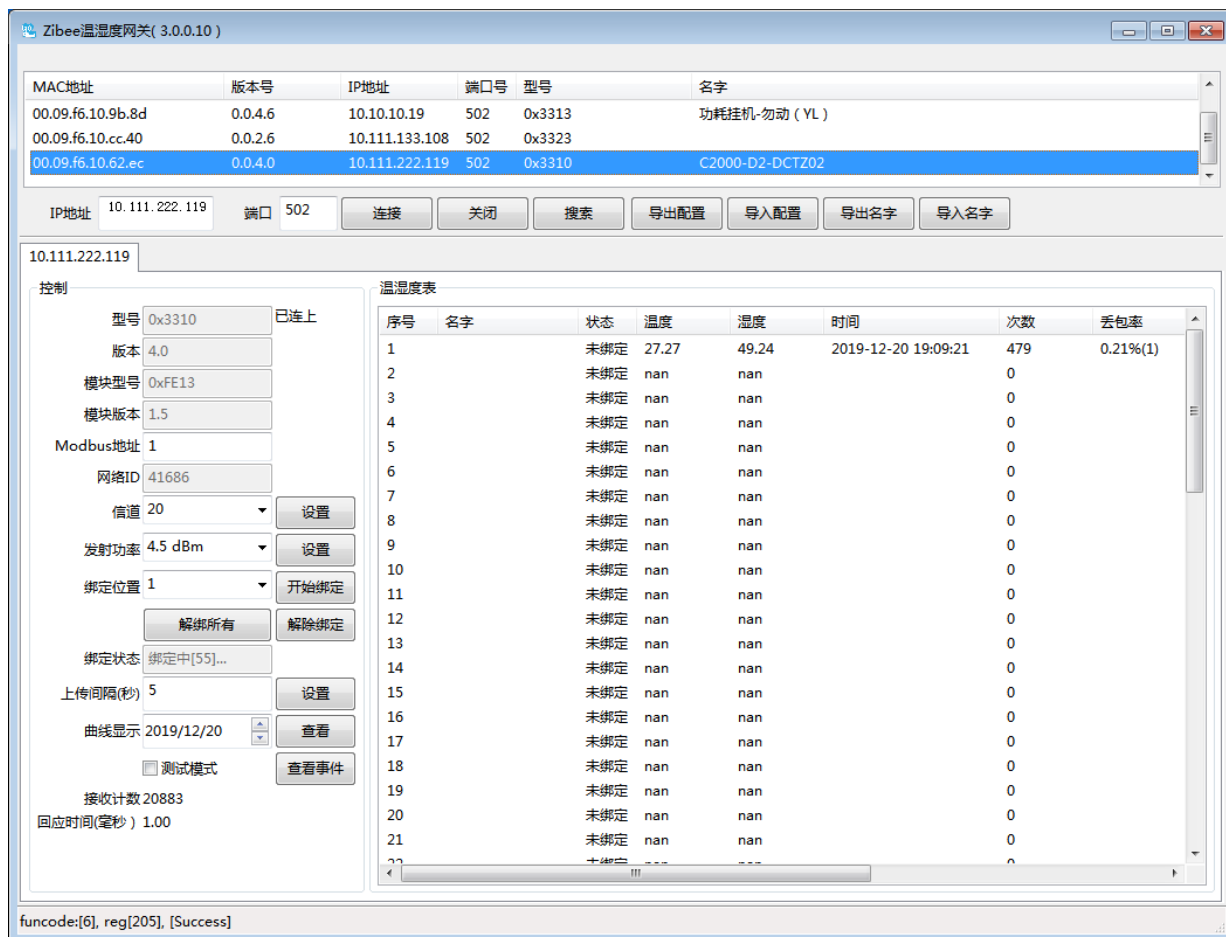 Zibee温湿度网关( 3.0.0.10 )
MAC地址 版本号 IP地址 端口号 型号 名字
00.09.f6.10.9b.8d 0.0.4.6 10.10.10.19 502 0x3313 功耗挂机-勿动（YL）
00.09.f6.10.cc.40 0.0.2.6 10.111.133.108 502 0x3323
00.09.f6.10.62.ec 0.0.4.0 10.111.222.119 502 0x3310 C2000-D2-DCTZ02
IP地址 10.111.222.119 端口 502 连接 关闭 搜索 导出配置 导入配置 导出名字 导入名字
10.111.222.119
控制
型号 0x3310 已连上
版本 4.0
模块型号 0xFE13
模块版本 1.5
Modbus地址 1
网络ID 41686
信道 20 设置
发射功率 4.5 dBm 设置
绑定位置 1 开始绑定
解绑所有 解除绑定
绑定状态 绑定中[55]...
上传间隔(秒) 5 设置
曲线显示 2019/12/20 查看
测试模式 查看事件
接收计数 20883
回应时间(毫秒） 1.00
温湿度表
序号 名字 状态 温度 湿度 时间 次数 丢包率
1 未绑定 27.27 49.24 2019-12-20 19:09:21 479 0.21%(1)
2 未绑定 nan nan 0
3 未绑定 nan nan 0
4 未绑定 nan nan 0
5 未绑定 nan nan 0
6 未绑定 nan nan 0
7 未绑定 nan nan 0
8 未绑定 nan nan 0
9 未绑定 nan nan 0
10 未绑定 nan nan 0
11 未绑定 nan nan 0
12 未绑定 nan nan 0
13 未绑定 nan nan 0
14 未绑定 nan nan 0
15 未绑定 nan nan 0
16 未绑定 nan nan 0
17 未绑定 nan nan 0
18 未绑定 nan nan 0
19 未绑定 nan nan 0
20 未绑定 nan nan 0
21 未绑定 nan nan 0
funcode:[6], reg[205], [Success]